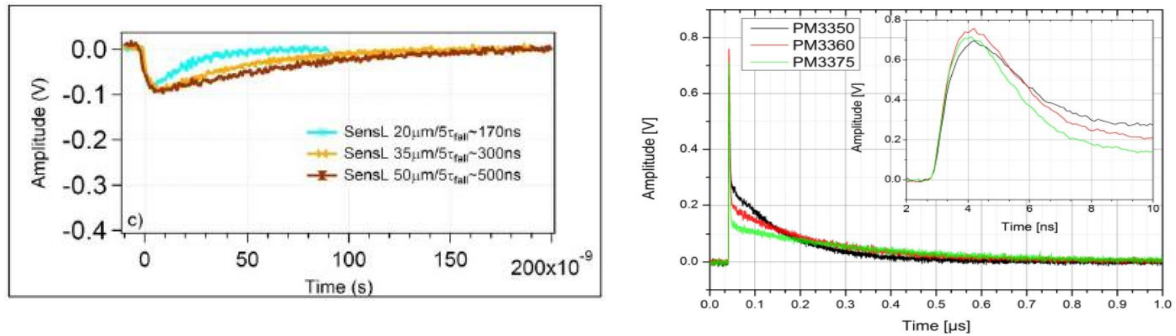 0.0
-0.1
-0.2
-0.3
-0.4
Amplitude (V)
SensL 20µm/5τfall~170ns
SensL 35µm/5τfall~300ns
SensL 50µm/5τfall~500ns
c)
0
50
100
150
200x10⁻⁹
Time (s)
PM3350
PM3360
PM3375
0.8
0.6
0.4
0.2
0.0
Amplitude [V]
0.0 0.1 0.2 0.3 0.4 0.5 0.6 0.7 0.8 0.9 1.0
Time [µs]
0.8
0.6
0.4
0.2
0.0
Amplitude [V]
2 4 6 8 10
Time [ns]